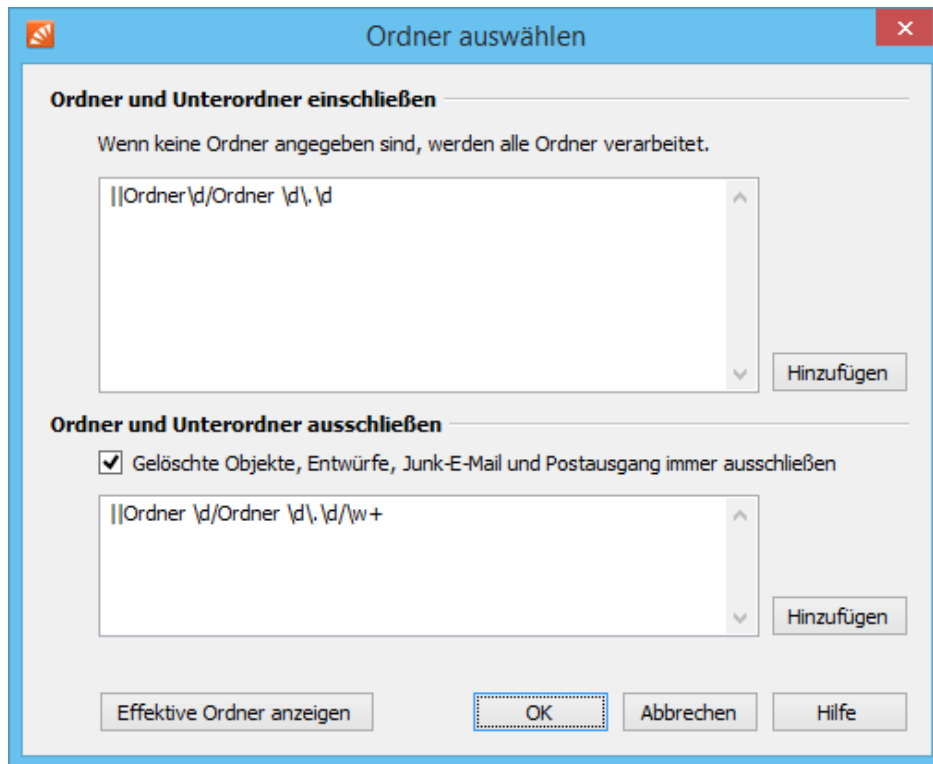 Ordner auswählen
Ordner und Unterordner einschließen
Wenn keine Ordner angegeben sind, werden alle Ordner verarbeitet.
||Ordner\d/Ordner \d\.\d
Hinzufügen
Ordner und Unterordner ausschließen
Gelöschte Objekte, Entwürfe, Junk-E-Mail und Postausgang immer ausschließen
||Ordner \d/Ordner \d\.\d/\w+
Hinzufügen
Effektive Ordner anzeigen OK Abbrechen Hilfe